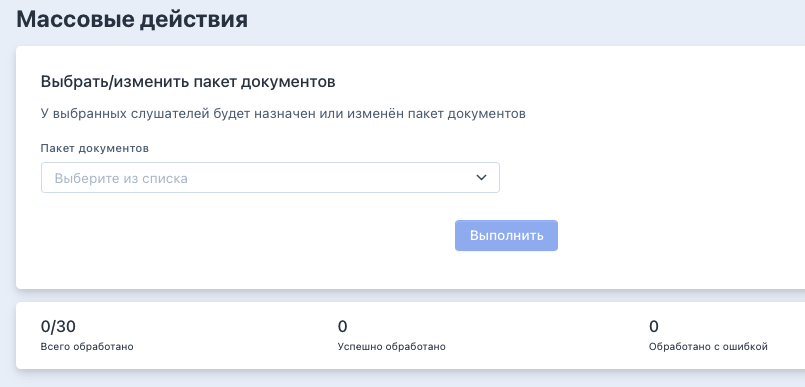 Массовые действия
Выбрать/изменить пакет документов
У выбранных слушателей будет назначен или изменён пакет документов
Пакет документов
Выберите из списка
Выполнить
0/30 0 0
Всего обработано Успешно обработано Обработано с ошибкой